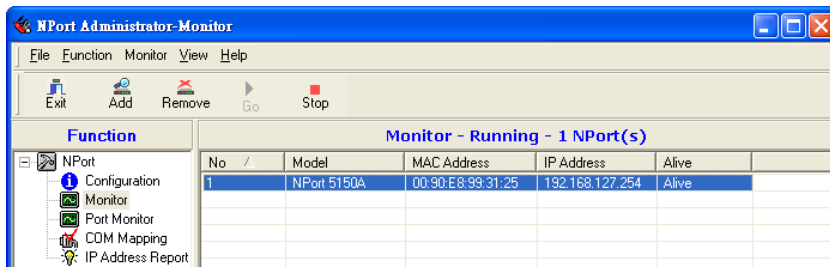 NPort Administrator-Monitor
File Function Monitor View Help
Exit Add Remove Go Stop
Function
Monitor - Running - 1 NPort(s)
NPort
Configuration
Monitor
Port Monitor
COM Mapping
IP Address Report
No Model MAC Address IP Address Alive
1 NPort 5150A 00:90:E8:99:31:25 192.168.127.254 Alive